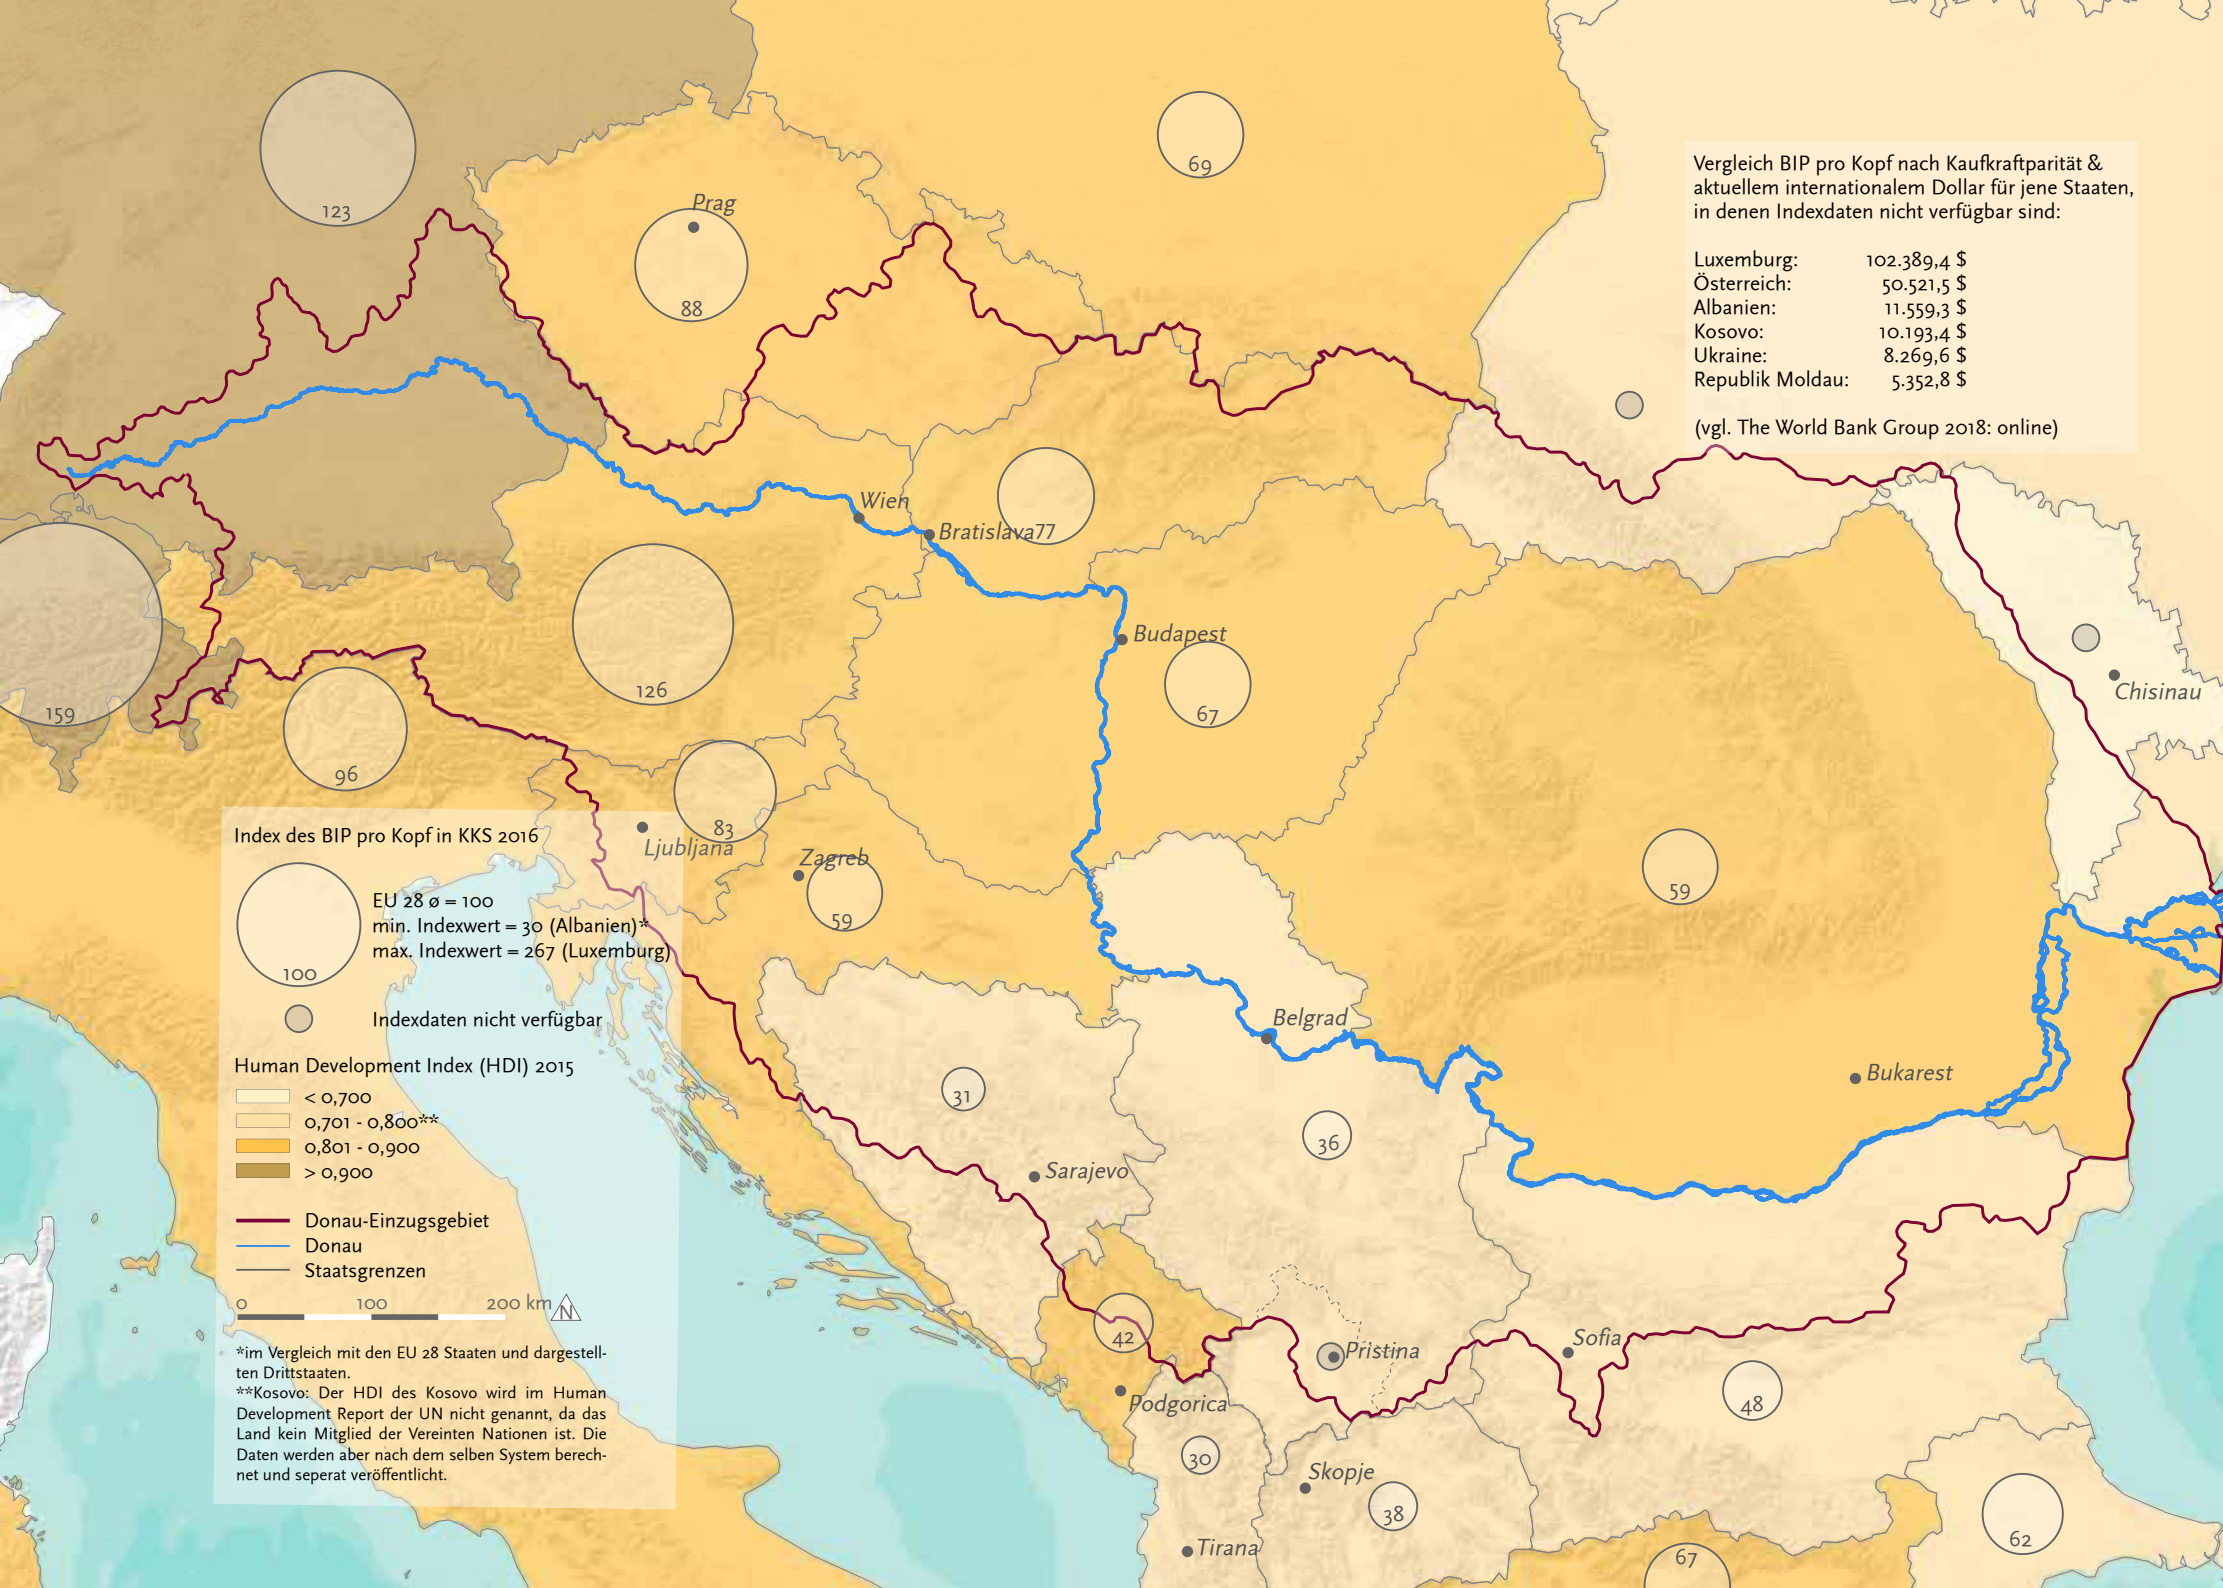 123
69
Prag
88
Vergleich BIP pro Kopf nach Kaufkraftparität &
aktuellem internationalem Dollar für jene Staaten,
in denen Indexdaten nicht verfügbar sind:
Luxemburg: 102.389,4 $
Österreich: 50.521,5 $
Albanien: 11.559,3 $
Kosovo: 10.193,4 $
Ukraine: 8.269,6 $
Republik Moldau: 5.352,8 $
(vgl. The World Bank Group 2018: online)
Wien
Bratislava
77
Budapest
67
126
159
96
Chisinau
83
Ljubljana
Zagreb
59
59
Index des BIP pro Kopf in KKS 2016
EU 28 ø = 100
min. Indexwert = 30 (Albanien)*
max. Indexwert = 267 (Luxemburg)
100
Indexdaten nicht verfügbar
Human Development Index (HDI) 2015
< 0,700
0,701 - 0,800**
0,801 - 0,900
> 0,900
Donau-Einzugsgebiet
Donau
Staatsgrenzen
0 100 200 km
N
*im Vergleich mit den EU 28 Staaten und dargestell-
ten Drittstaaten.
**Kosovo: Der HDI des Kosovo wird im Human
Development Report der UN nicht genannt, da das
Land kein Mitglied der Vereinten Nationen ist. Die
Daten werden aber nach dem selben System berech-
net und seperat veröffentlicht.
Belgrad
Bukarest
31
36
Sarajevo
42
Podgorica
Pristina
Sofia
48
30
Skopje
38
Tirana
62
67